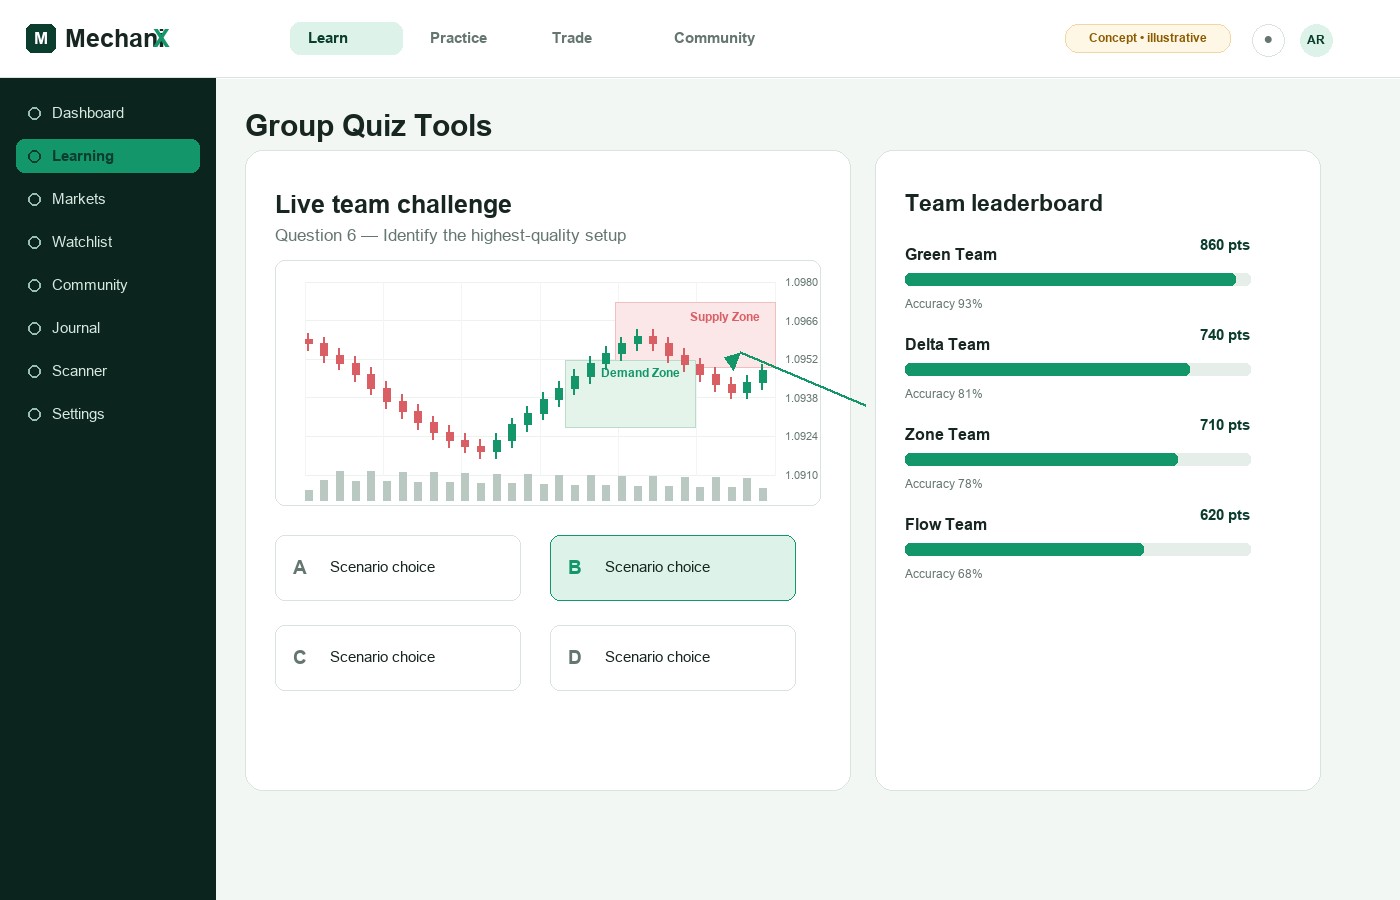 M MechaniX
Learn Practice Trade Community
Concept • illustrative
AR
Dashboard
Learning
Markets
Watchlist
Community
Journal
Scanner
Settings
Group Quiz Tools
Live team challenge
Question 6 — Identify the highest-quality setup
Supply Zone
Demand Zone
1.0980
1.0966
1.0952
1.0938
1.0924
1.0910
A Scenario choice
B Scenario choice
C Scenario choice
D Scenario choice
Team leaderboard
Green Team 860 pts
Accuracy 93%
Delta Team 740 pts
Accuracy 81%
Zone Team 710 pts
Accuracy 78%
Flow Team 620 pts
Accuracy 68%